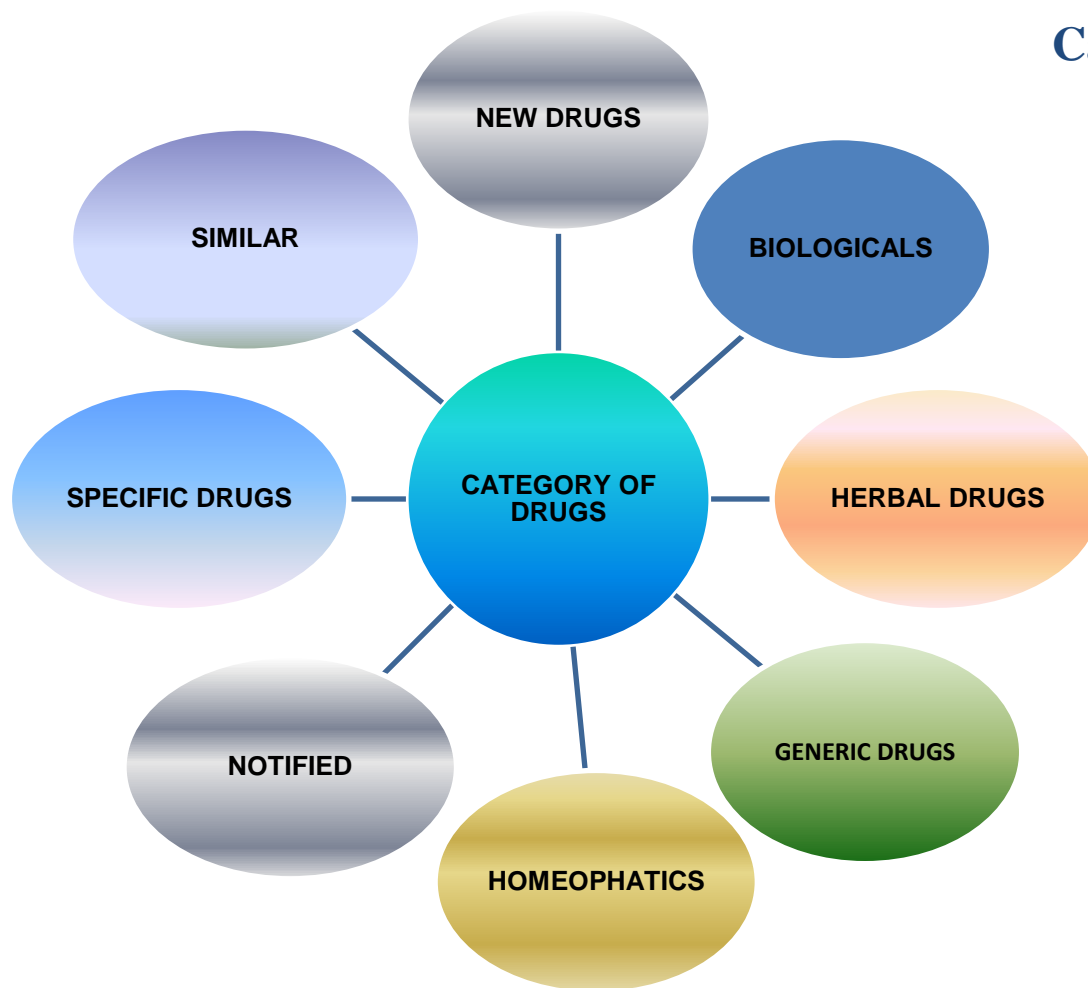 NEW DRUGS
SIMILAR
BIOLOGICALS
SPECIFIC DRUGS
CATEGORY OF
DRUGS
HERBAL DRUGS
NOTIFIED
GENERIC DRUGS
HOMEOPHATICS